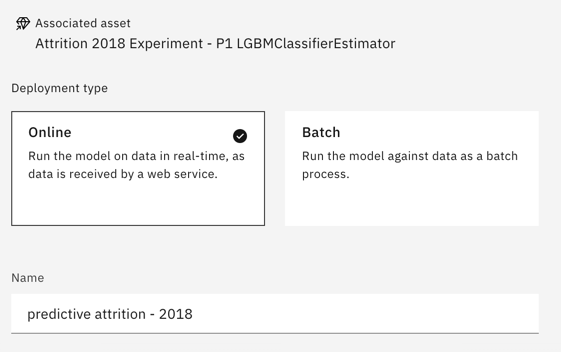 Associated asset
Attrition 2018 Experiment - P1 LGBMClassifierEstimator
Deployment type
Online
Run the model on data in real-time, as
data is received by a web service.
Batch
Run the model against data as a batch
process.
Name
predictive attrition - 2018